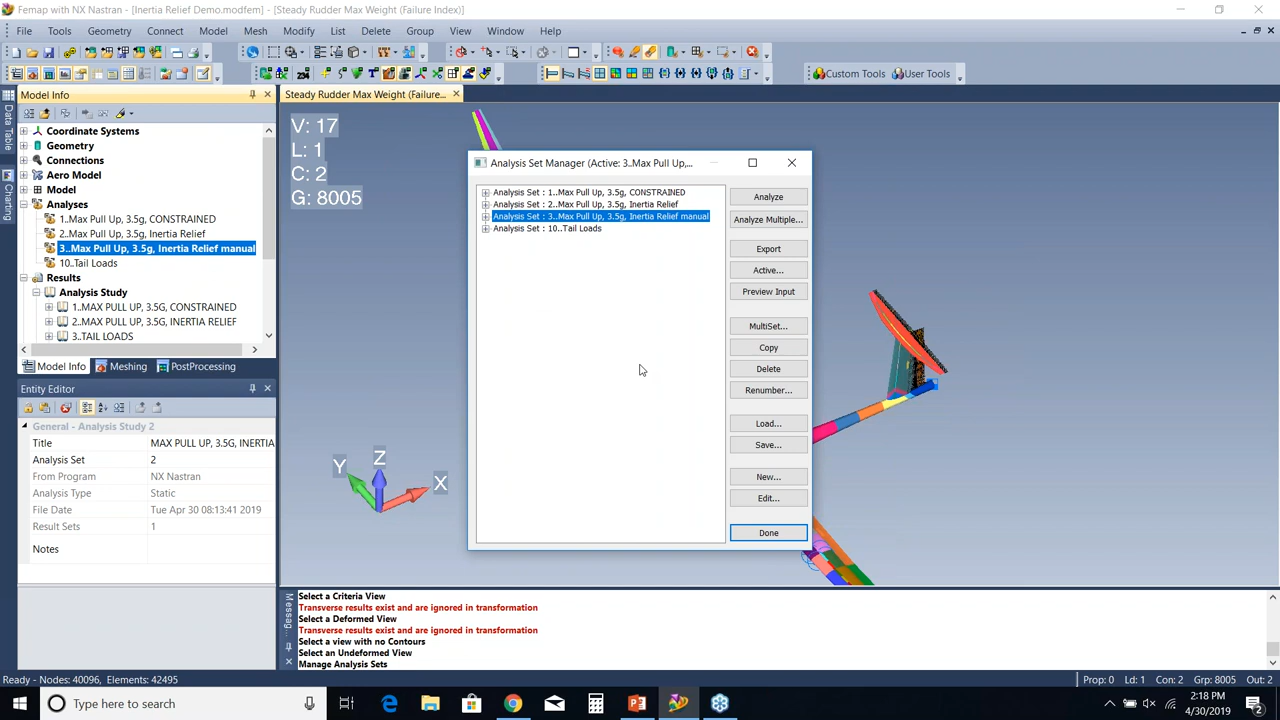 Femap with NX Nastran - [Inertia Relief Demo.modfem] - [Steady Rudder Max Weight (Failure Index)]
File Tools Geometry Connect Model Mesh Modify List Delete Group View Window Help
Custom Tools User Tools
Model Info
Steady Rudder Max Weight (Failure...
Data Table
Charting
Coordinate Systems
Geometry
Connections
Aero Model
Model
Analyses
1..Max Pull Up, 3.5g, CONSTRAINED
2..Max Pull Up, 3.5g, Inertia Relief
3..Max Pull Up, 3.5g, Inertia Relief manual
10..Tail Loads
Results
Analysis Study
1..MAX PULL UP, 3.5G, CONSTRAINED
2..MAX PULL UP, 3.5G, INERTIA RELIEF
3..TAIL LOADS
Model Info Meshing PostProcessing
Entity Editor
General - Analysis Study 2
Title MAX PULL UP, 3.5G, INERTIA
Analysis Set 2
From Program NX Nastran
Analysis Type Static
File Date Tue Apr 30 08:13:41 2019
Result Sets 1
Notes
V: 17
L: 1
C: 2
G: 8005
Z
Y
X
Analysis Set Manager (Active: 3..Max Pull Up,...
Analysis Set : 1..Max Pull Up, 3.5g, CONSTRAINED
Analysis Set : 2..Max Pull Up, 3.5g, Inertia Relief
Analysis Set : 3..Max Pull Up, 3.5g, Inertia Relief manual
Analysis Set : 10..Tail Loads
Analyze
Analyze Multiple...
Export
Active...
Preview Input
MultiSet...
Copy
Delete
Renumber...
Load...
Save...
New...
Edit...
Done
Messag...
Select a Criteria View
Transverse results exist and are ignored in transformation
Select a Deformed View
Transverse results exist and are ignored in transformation
Select a view with no Contours
Select an Undeformed View
Manage Analysis Sets
Ready - Nodes: 40096, Elements: 42495
Prop: 0 Ld: 1 Con: 2 Grp: 8005 Out: 2
Type here to search
2:18 PM
4/30/2019
2